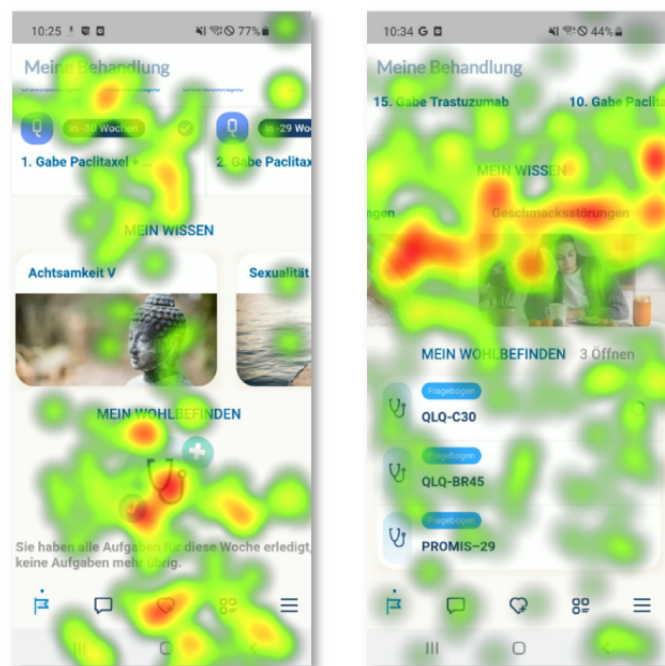 10:25
77%
Meine Behandlung
in -30 Wochen
in -29 Wo
1. Gabe Paclitaxel + ...
2. Gabe Paclitax
MEIN WISSEN
Achtsamkeit V
Sexualität
MEIN WOHLBEFINDEN
Sie haben alle Aufgaben für diese Woche erledigt,
keine Aufgaben mehr übrig.
10:34 G
44%
Meine Behandlung
15. Gabe Trastuzumab
10. Gabe Paclita
MEIN WISSEN
ngen
Geschmacksstörungen
MEIN WOHLBEFINDEN 3 Öffnen
Fragebogen
QLQ-C30
Fragebogen
QLQ-BR45
Fragebogen
PROMIS-29